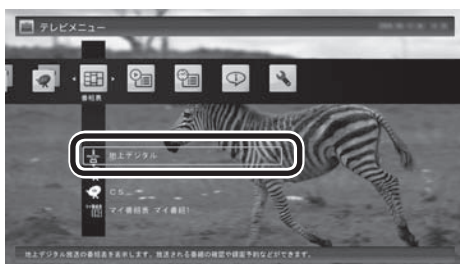 テレビメニュー
番組表
地上デジタル
CS
マイ番組表 マイ番組1
地上デジタル放送の番組表を表示します。放送される番組の確認や録画予約などができます。